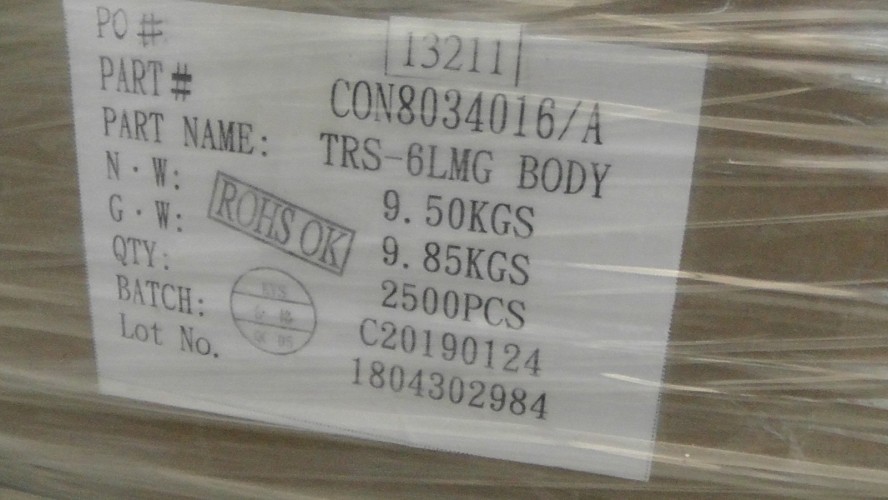 PO # 13211
PART# CON8034016/A
PART NAME: TRS-6LMG BODY
N·W: 9.50KGS
G·W: 9.85KGS
ROHS OK
QTY: 2500PCS
BATCH: C20190124
Lot No. 1804302984